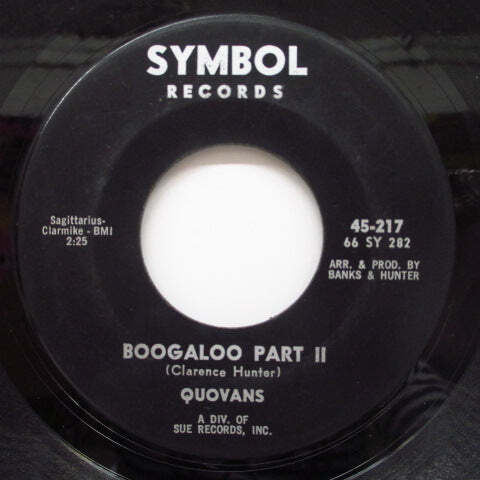 SYMBOL
RECORDS
Sagittarius-
Clarmike - BMI
2:25
45-217
66 SY 282
ARR. & PROD. BY
BANKS & HUNTER
BOOGALOO PART II
(Clarence Hunter)
QUOVANS
A DIV. OF
SUE RECORDS, INC.